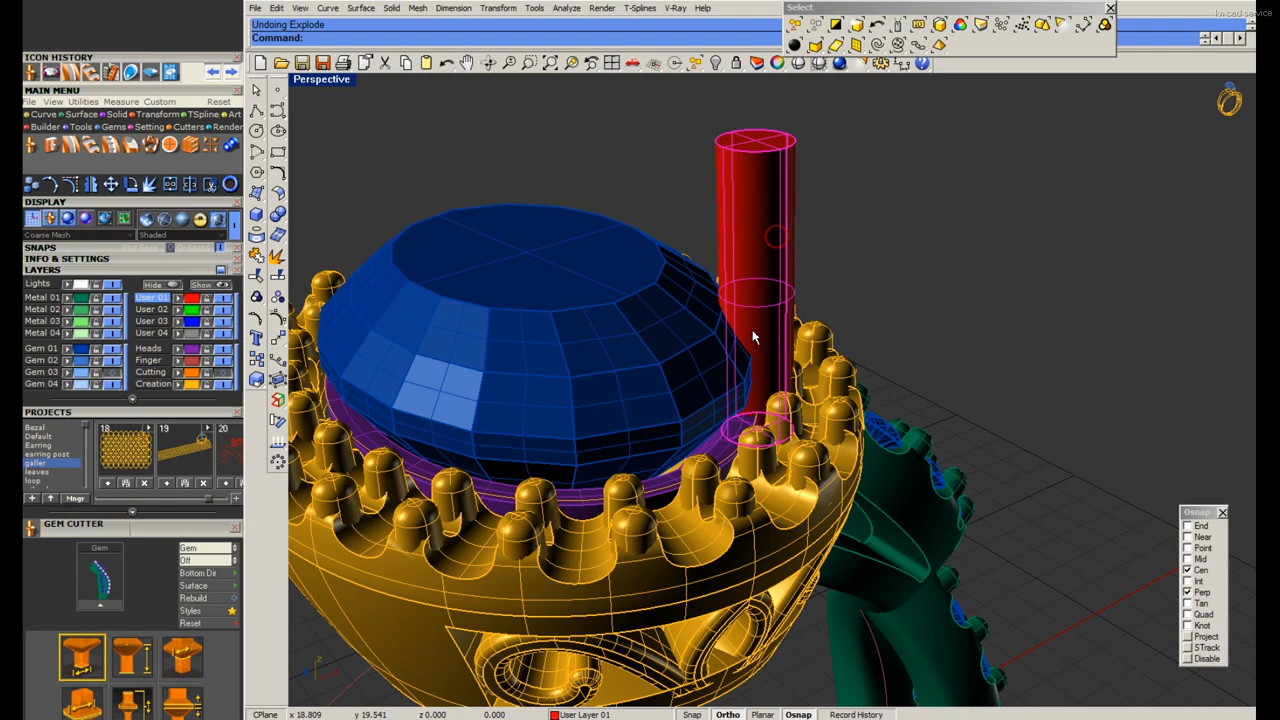 File Edit View Curve Surface Solid Mesh Dimension Transform Tools Analyze Render T-Splines V-Ray Help
Select
kn cad service
Undoing Explode
Command:
Perspective
ICON HISTORY
MAIN MENU
File View Utilities Measure Custom Reset
Curve Surface Solid Transform TSpline Art
Builder Tools Gems Setting Cutters Render
DISPLAY
Coarse Mesh Shaded
SNAPS
INFO & SETTINGS
LAYERS
Lights Hide Show
Metal 01 User 01
Metal 02 User 02
Metal 03 User 03
Metal 04 User 04
Gem 01 Heads
Gem 02 Finger
Gem 03 Cutting
Gem 04 Creation
PROJECTS
Bezal
Default
Earring
earring post
galler
leaves
loop
Mngr
18 19 20
GEM CUTTER
Gem
Gem
Off
Bottom Dir
Surface
Rebuild
Styles
Reset
Osnap
End
Near
Point
Mid
Cen
Int
Perp
Tan
Quad
Knot
Project
STrack
Disable
CPlane x 18.809 y 19.541 z 0.000 0.000 User Layer 01 Snap Ortho Planar Osnap Record History